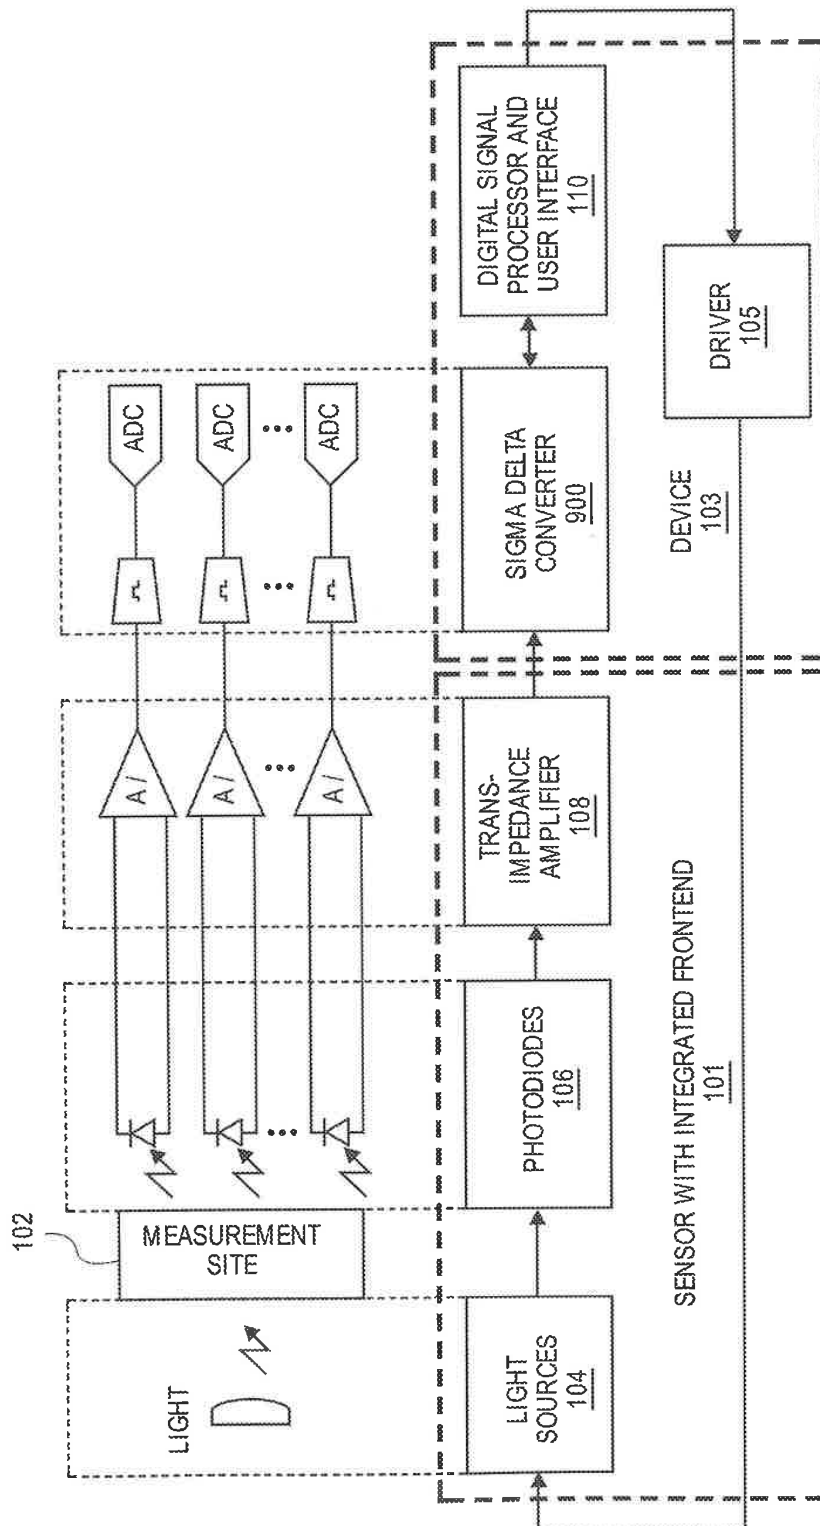 102
LIGHT
MEASUREMENT
SITE
A /
A /
A /
ADC
ADC
ADC
LIGHT
SOURCES
104
PHOTODIODES
106
TRANS-
IMPEDANCE
AMPLIFIER
108
SIGMA DELTA
CONVERTER
900
DIGITAL SIGNAL
PROCESSOR AND
USER INTERFACE
110
SENSOR WITH INTEGRATED FRONTEND
101
DEVICE
103
DRIVER
105